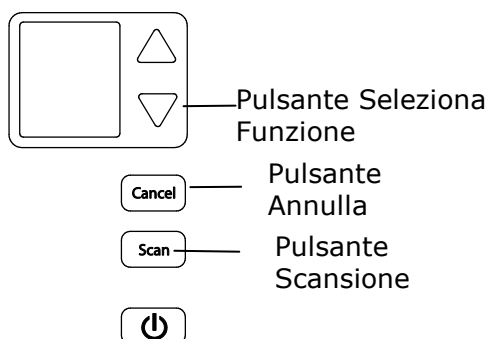 Pulsante Seleziona
Funzione
Cancel
Pulsante
Annulla
Scan
Pulsante
Scansione